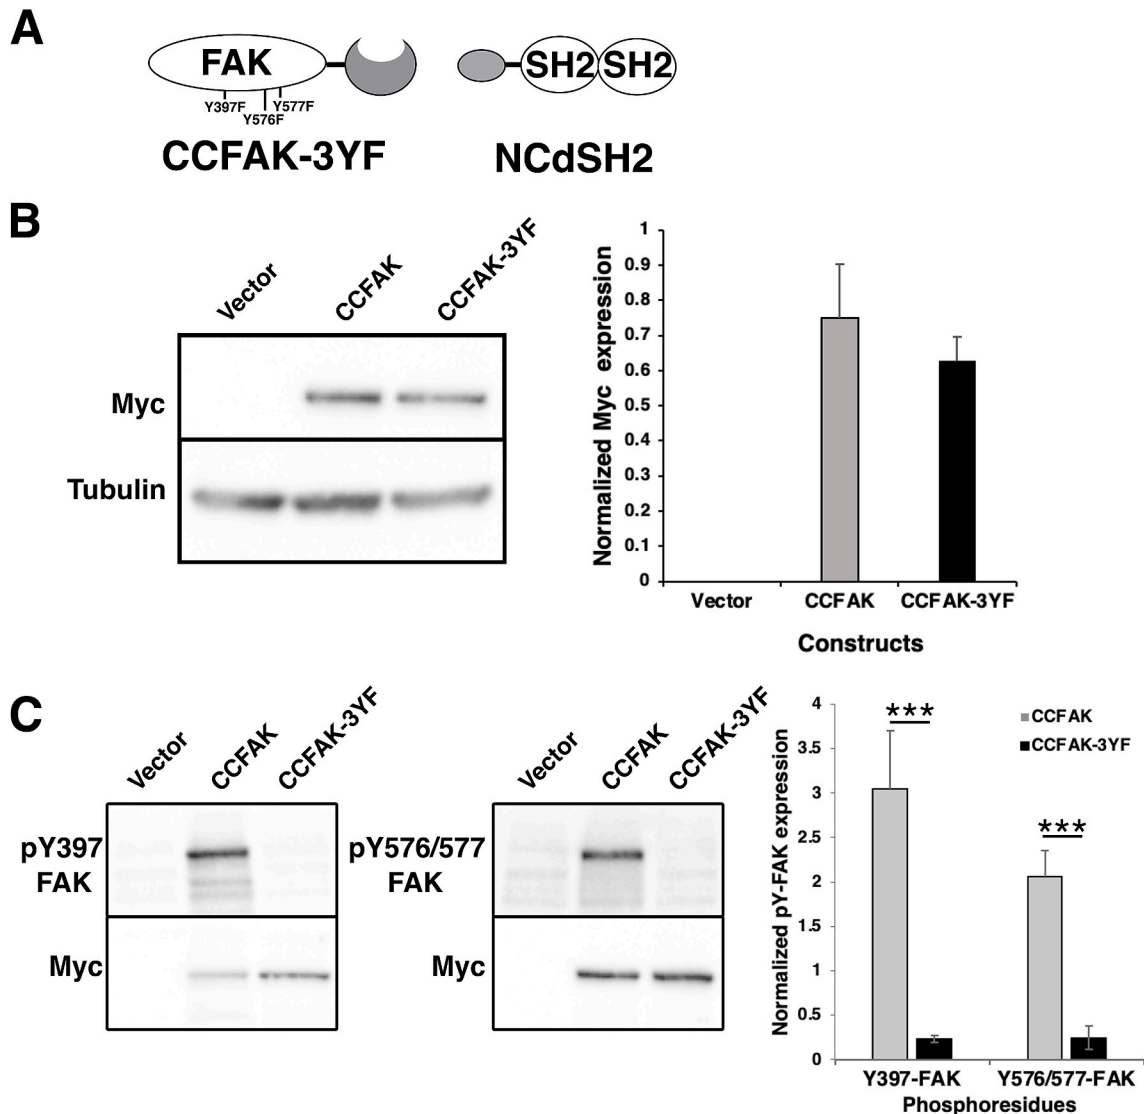 A
FAK
SH2 SH2
Y397F
Y577F
Y576F
CCFAK-3YF
NCdSH2
B
Vector
CCFAK
CCFAK-3YF
Myc
Tubulin
Normalized Myc expression
1
0.9
0.8
0.7
0.6
0.5
0.4
0.3
0.2
0.1
0
Vector CCFAK CCFAK-3YF
Constructs
C
Vector
CCFAK
CCFAK-3YF
pY397
FAK
Myc
Vector
CCFAK
CCFAK-3YF
pY576/577
FAK
Myc
Normalized pY-FAK expression
4
3.5
3
2.5
2
1.5
1
0.5
0
***
***
CCFAK
CCFAK-3YF
Y397-FAK Y576/577-FAK
Phosphoresidues